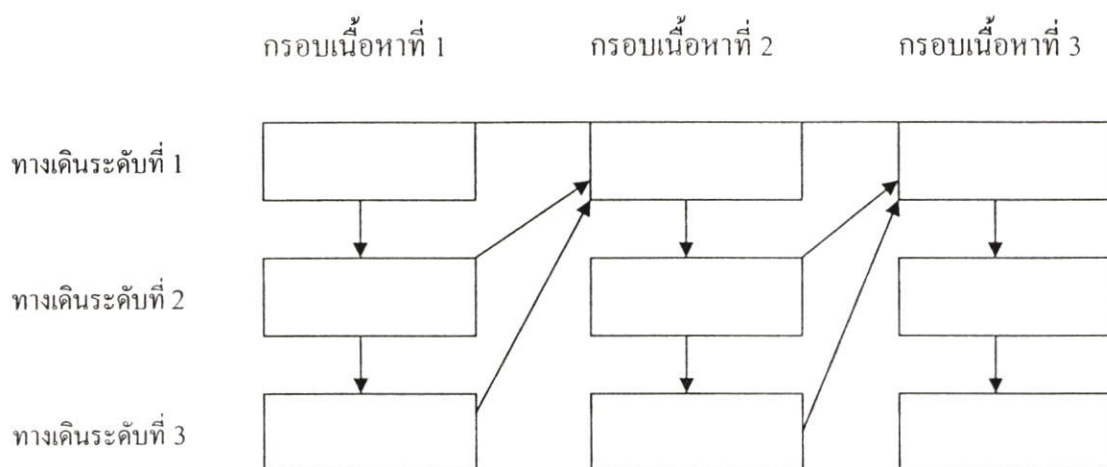 กรอบเนื้อหาที่ 1 กรอบเนื้อหาที่ 2 กรอบเนื้อหาที่ 3
ทางเดินระดับที่ 1
ทางเดินระดับที่ 2
ทางเดินระดับที่ 3